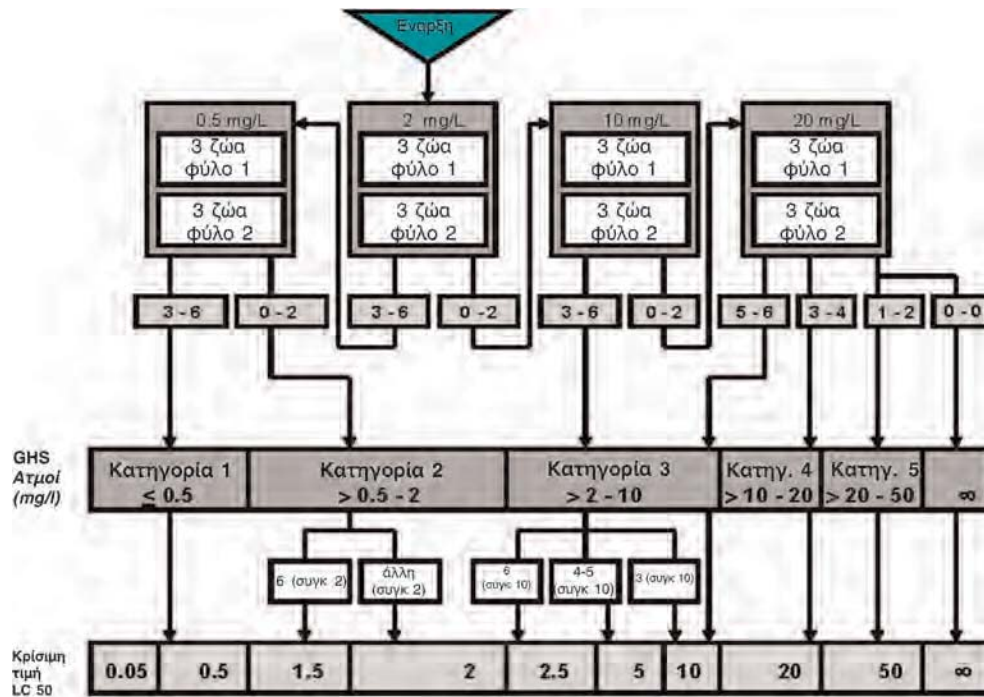 Έναρξη
0.5 mg/L
2 mg/L
10 mg/L
20 mg/L
3 ζώα
φύλο 1
3 ζώα
φύλο 1
3 ζώα
φύλο 1
3 ζώα
φύλο 1
3 ζώα
φύλο 2
3 ζώα
φύλο 2
3 ζώα
φύλο 2
3 ζώα
φύλο 2
3 - 6
0 - 2
3 - 6
0 - 2
3 - 6
0 - 2
5 - 6
3 - 4
1 - 2
0 - 0
GHS
Ατμοί
(mg/l)
Κατηγορία 1
≤ 0.5
Κατηγορία 2
> 0.5 - 2
Κατηγορία 3
> 2 - 10
Κατηγ. 4
> 10 - 20
Κατηγ. 5
> 20 - 50
∞
6 (συγκ 2)
άλλη
(συγκ 2)
6
(συγκ 10)
4-5
(συγκ 10)
3 (συγκ 10)
Κρίσιμη
τιμή
LC 50
0.05
0.5
1.5
2
2.5
5
10
20
50
∞